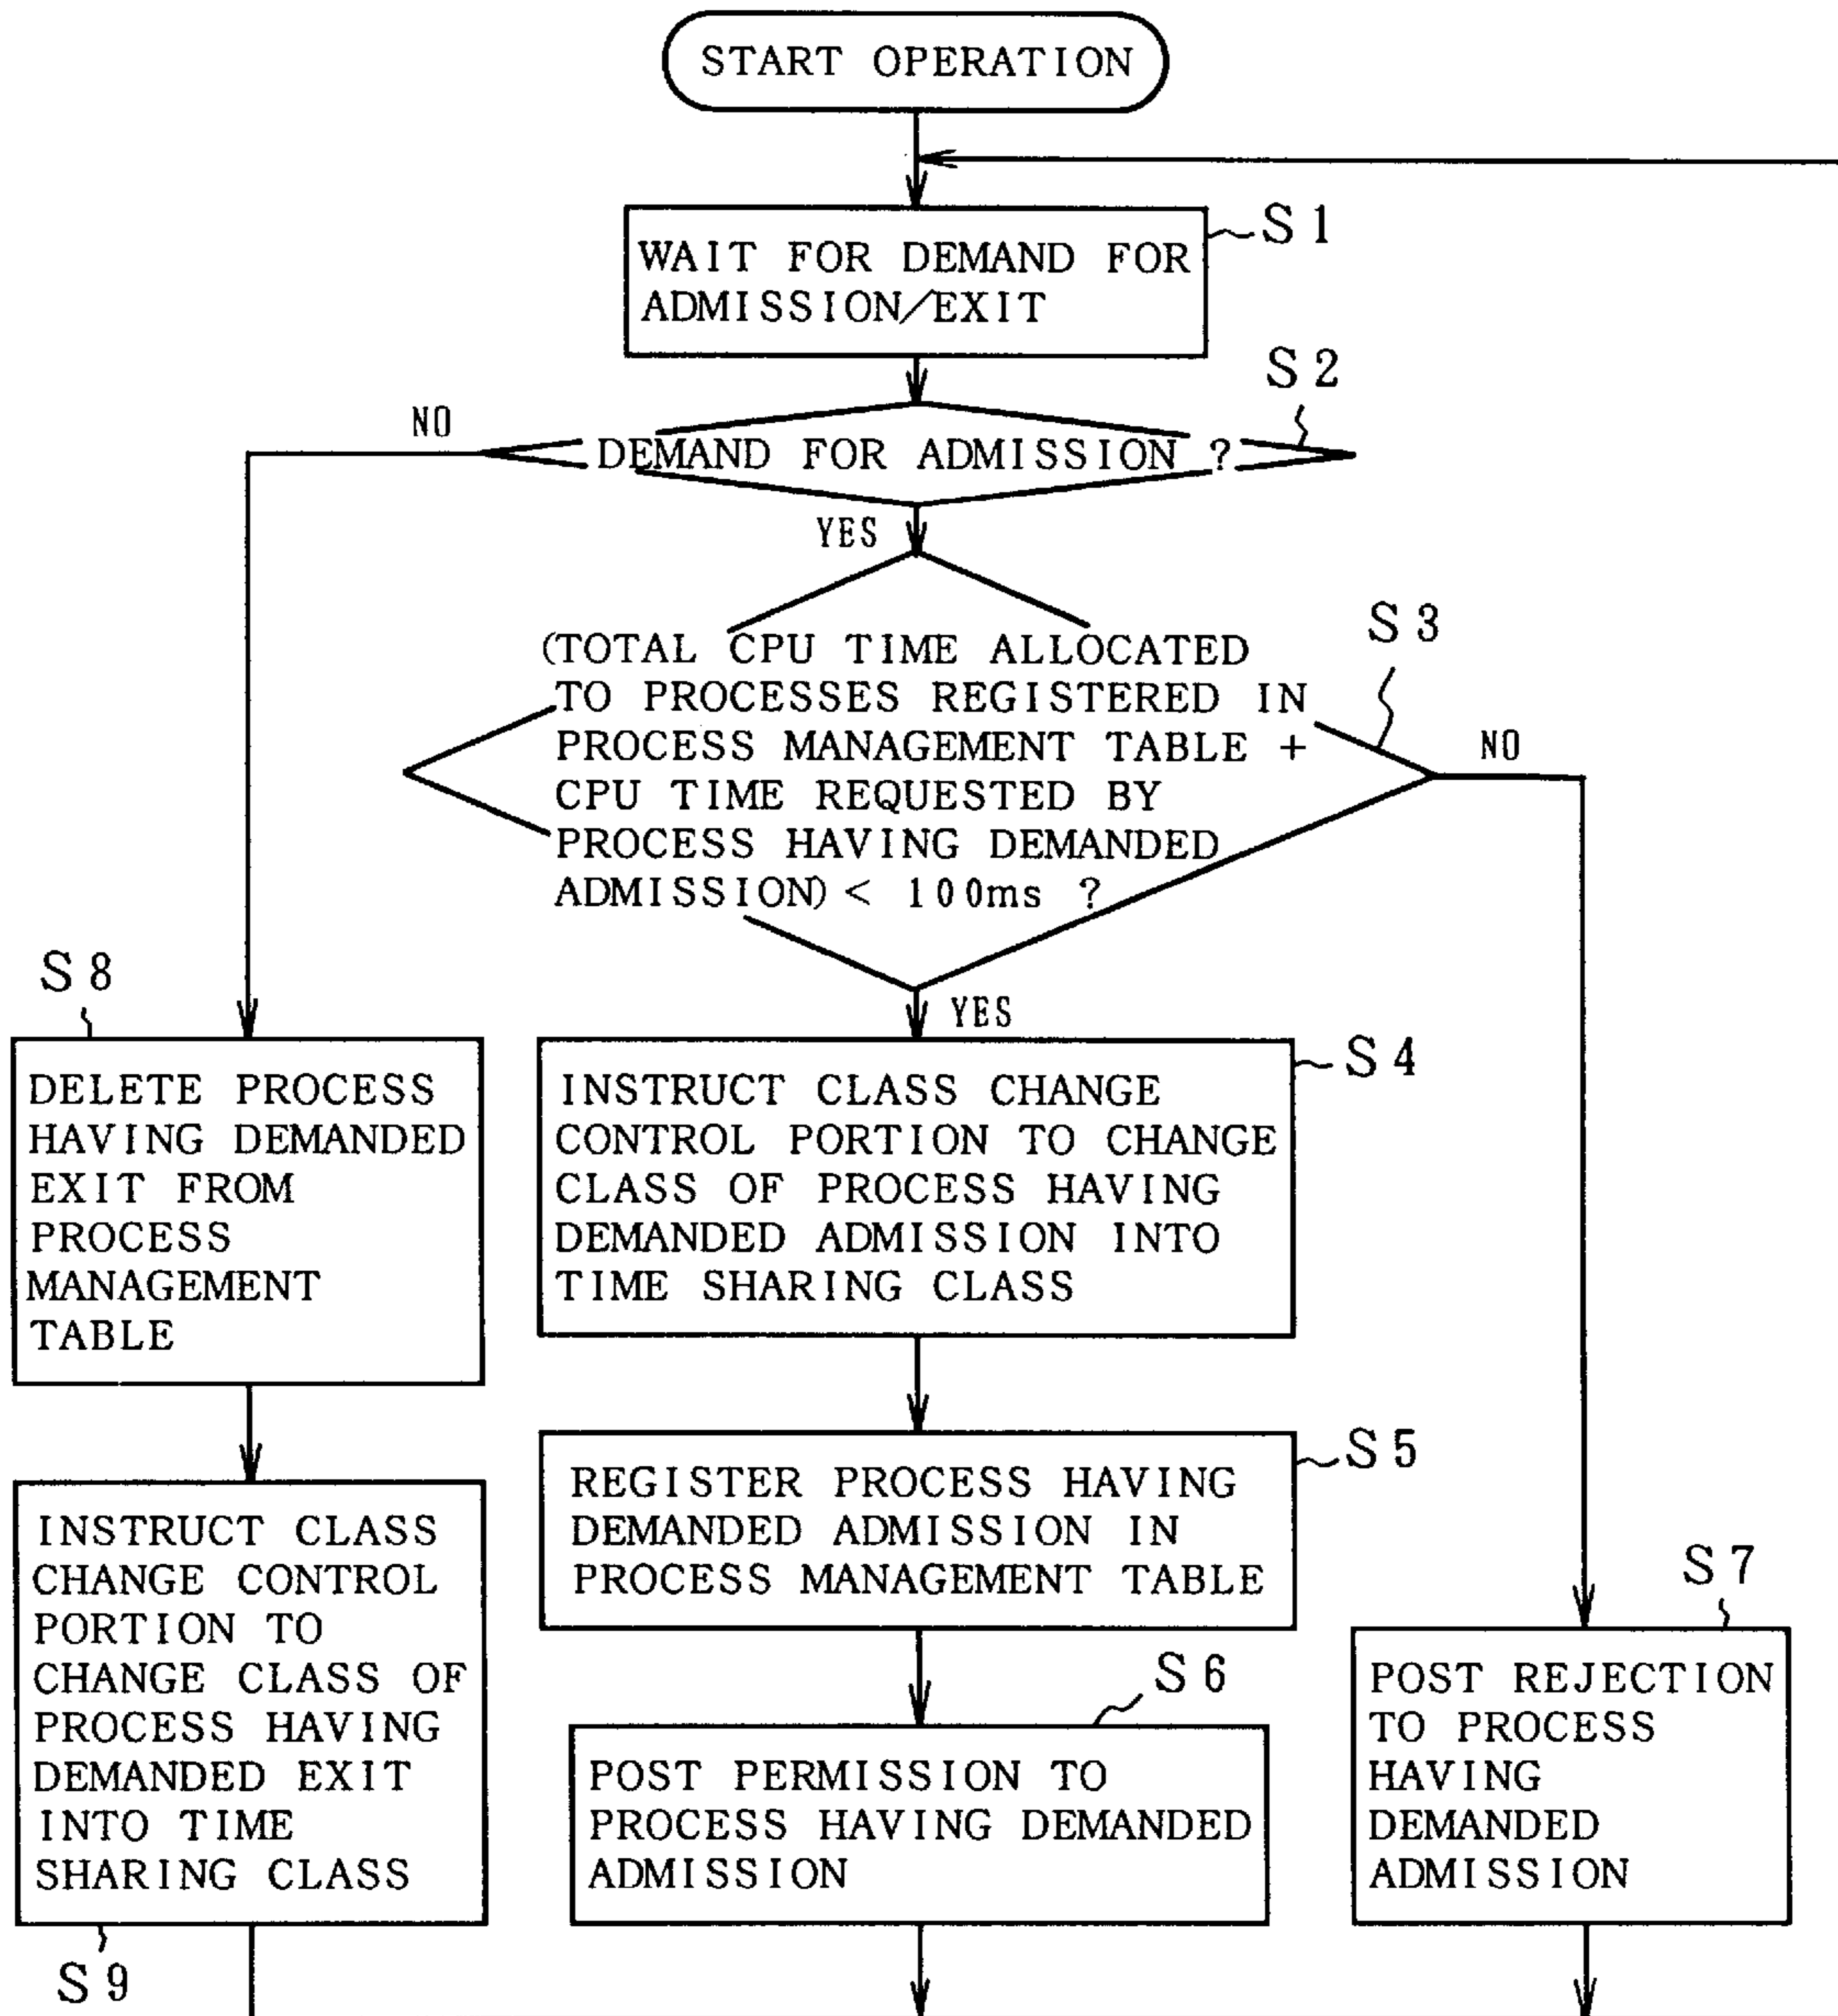 START OPERATION
S1
WAIT FOR DEMAND FOR
ADMISSION/EXIT
S2
NO
DEMAND FOR ADMISSION ?
YES
S3
(TOTAL CPU TIME ALLOCATED
TO PROCESSES REGISTERED IN
PROCESS MANAGEMENT TABLE +
CPU TIME REQUESTED BY
PROCESS HAVING DEMANDED
ADMISSION) < 100ms ?
NO
YES
S8
DELETE PROCESS
HAVING DEMANDED
EXIT FROM
PROCESS
MANAGEMENT
TABLE
S4
INSTRUCT CLASS CHANGE
CONTROL PORTION TO CHANGE
CLASS OF PROCESS HAVING
DEMANDED ADMISSION INTO
TIME SHARING CLASS
S5
REGISTER PROCESS HAVING
DEMANDED ADMISSION IN
PROCESS MANAGEMENT TABLE
INSTRUCT CLASS
CHANGE CONTROL
PORTION TO
CHANGE CLASS OF
PROCESS HAVING
DEMANDED EXIT
INTO TIME
SHARING CLASS
S9
S6
POST PERMISSION TO
PROCESS HAVING DEMANDED
ADMISSION
S7
POST REJECTION
TO PROCESS
HAVING
DEMANDED
ADMISSION